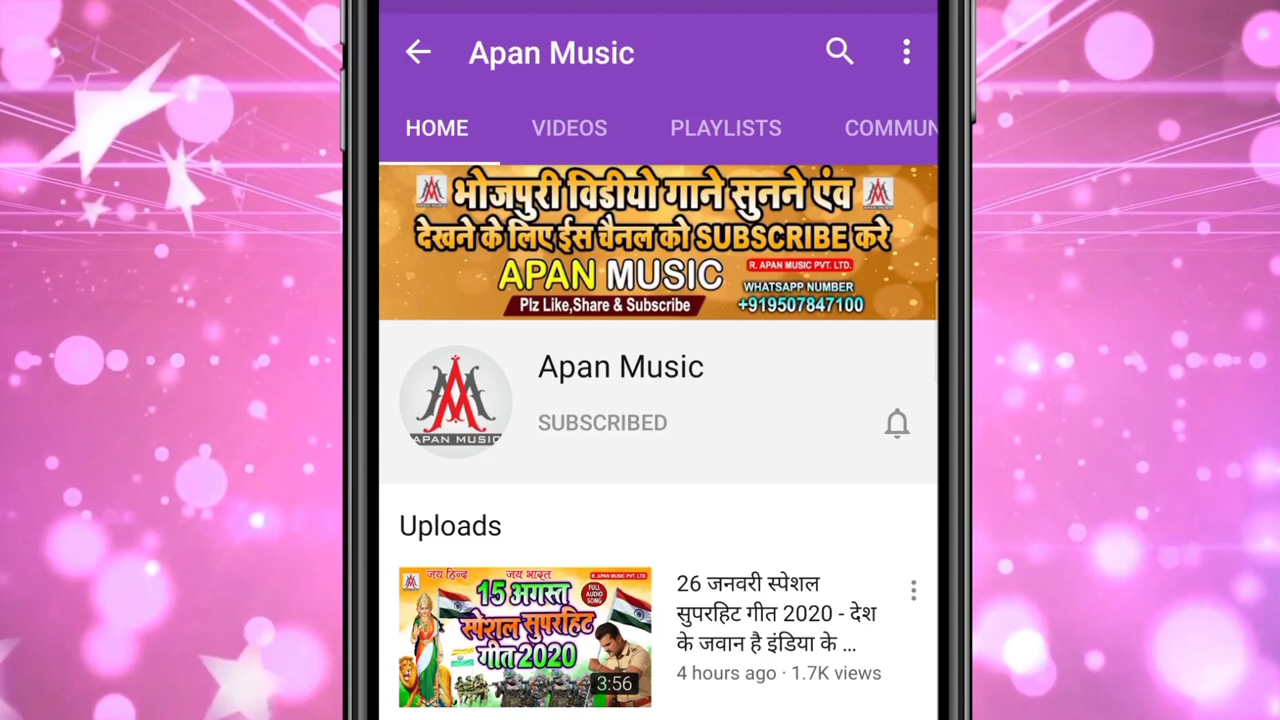 Apan Music
HOME VIDEOS PLAYLISTS COMMUN
भोजपुरी विडीयो गाने सुनने एंव
देखने के लिए ईस चैनल को SUBSCRIBE करे
APAN MUSIC
R. APAN MUSIC PVT. LTD.
WHATSAPP NUMBER
+919507847100
Plz Like,Share & Subscribe
Apan Music
SUBSCRIBED
APAN MUSIC
Uploads
जय हिन्द जय भारत
R. APAN MUSIC PVT. LTD
15 अगस्त
FULL
AUDIO
SONG
स्पेशल सुपरहिट
गीत 2020
3:56
26 जनवरी स्पेशल
सुपरहिट गीत 2020 - देश
के जवान है इंडिया के ...
4 hours ago · 1.7K views